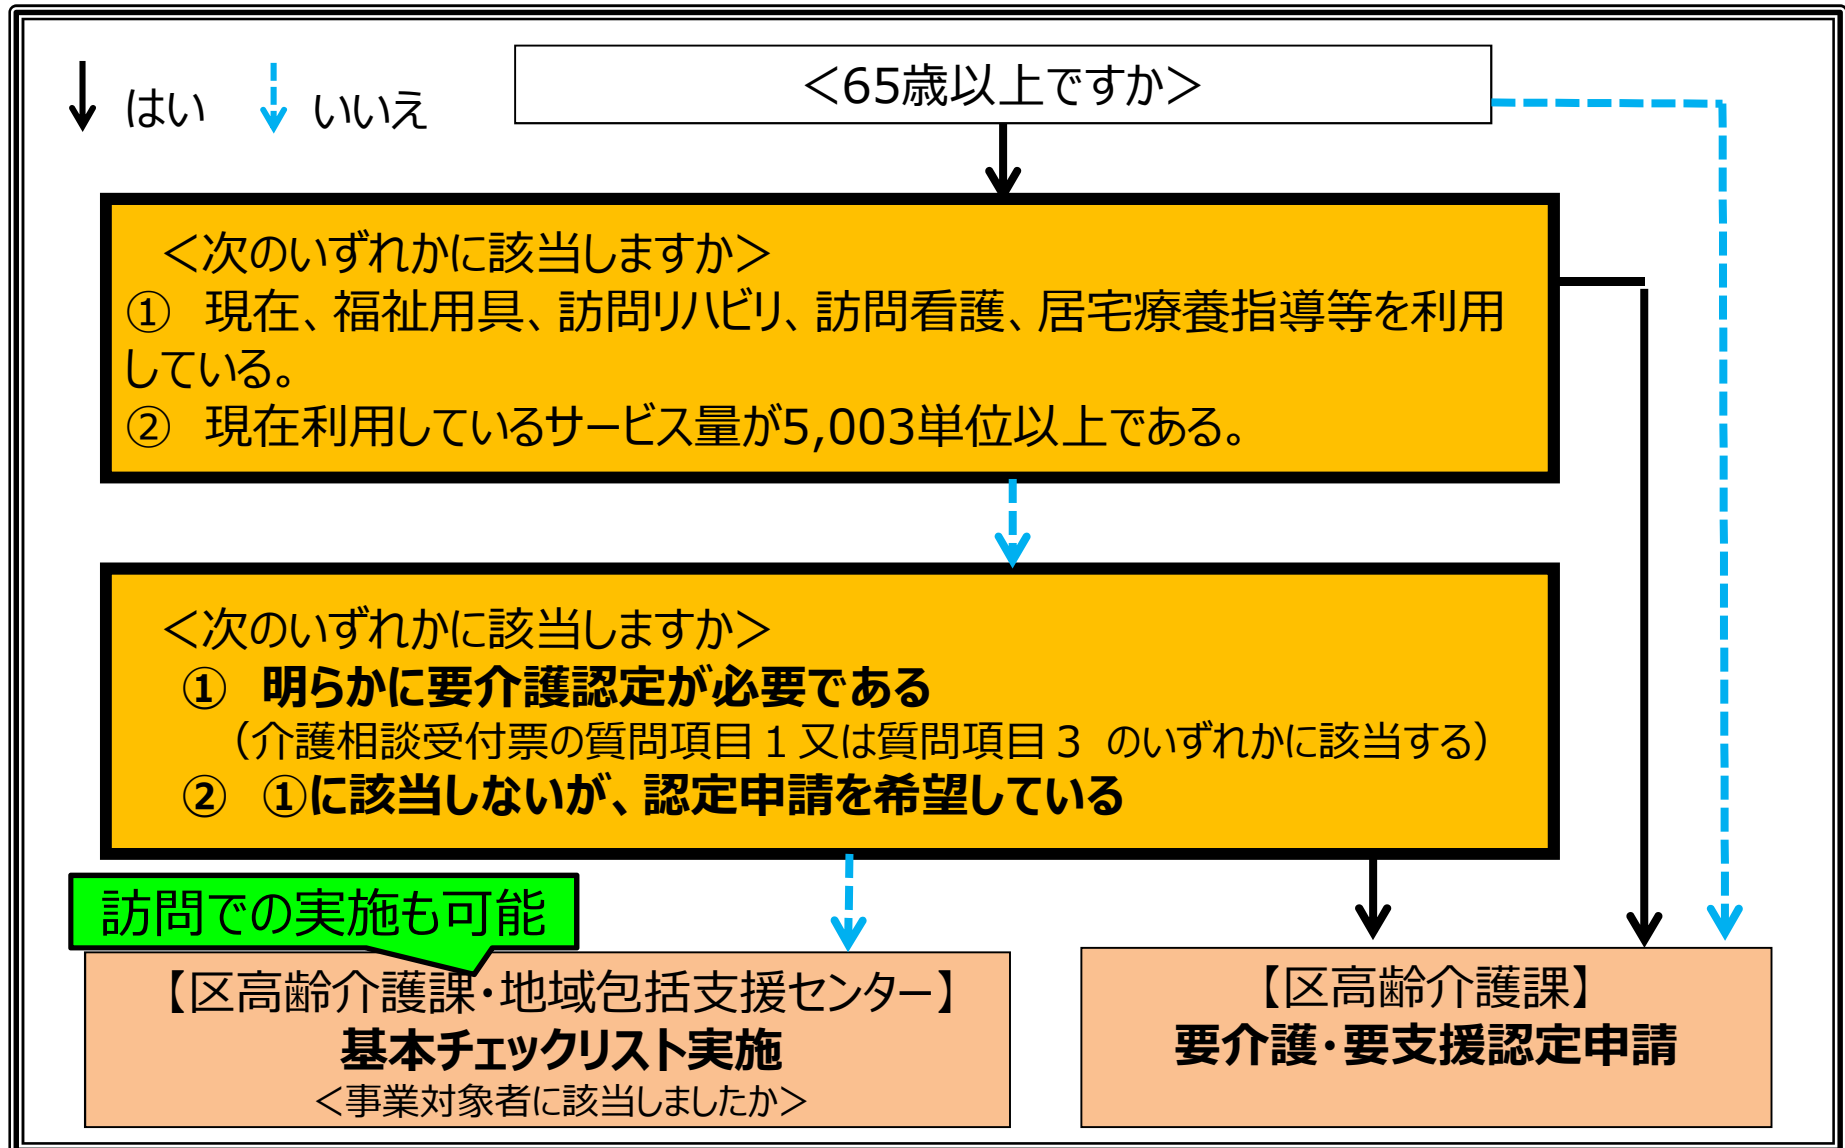 はい
いいえ
＜65歳以上ですか＞
＜次のいずれかに該当しますか＞
①　現在、福祉用具、訪問リハビリ、訪問看護、居宅療養指導等を利用
している。
②　現在利用しているサービス量が5,003単位以上である。
＜次のいずれかに該当しますか＞
①　明らかに要介護認定が必要である
（介護相談受付票の質問項目１又は質問項目３ のいずれかに該当する）
②　①に該当しないが、認定申請を希望している
訪問での実施も可能
【区高齢介護課・地域包括支援センター】
基本チェックリスト実施
＜事業対象者に該当しましたか＞
【区高齢介護課】
要介護・要支援認定申請